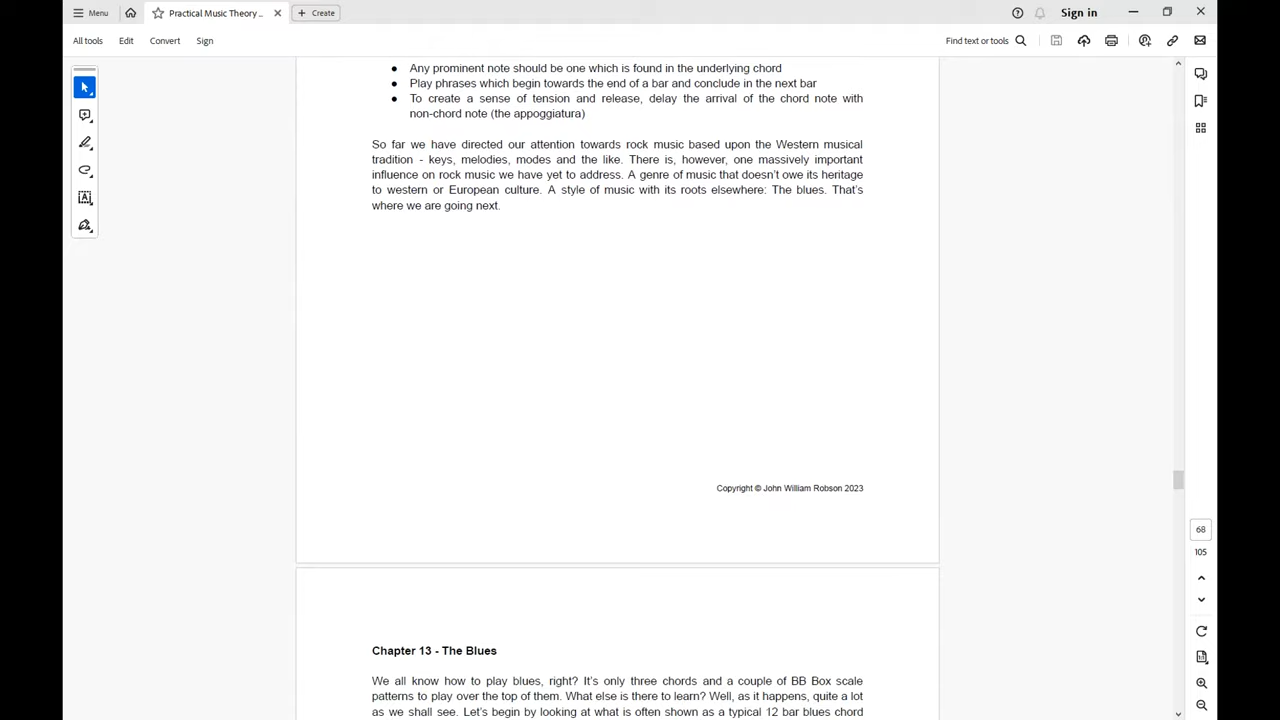 Menu
Practical Music Theory ...
Create
Sign in
All tools
Edit
Convert
Sign
Find text or tools
● Any prominent note should be one which is found in the underlying chord
● Play phrases which begin towards the end of a bar and conclude in the next bar
● To create a sense of tension and release, delay the arrival of the chord note with
non-chord note (the appoggiatura)
So far we have directed our attention towards rock music based upon the Western musical
tradition - keys, melodies, modes and the like. There is, however, one massively important
influence on rock music we have yet to address. A genre of music that doesn't owe its heritage
to western or European culture. A style of music with its roots elsewhere: The blues. That's
where we are going next.
Copyright © John William Robson 2023
68
105
Chapter 13 - The Blues
We all know how to play blues, right? It's only three chords and a couple of BB Box scale
patterns to play over the top of them. What else is there to learn? Well, as it happens, quite a lot
as we shall see. Let's begin by looking at what is often shown as a typical 12 bar blues chord